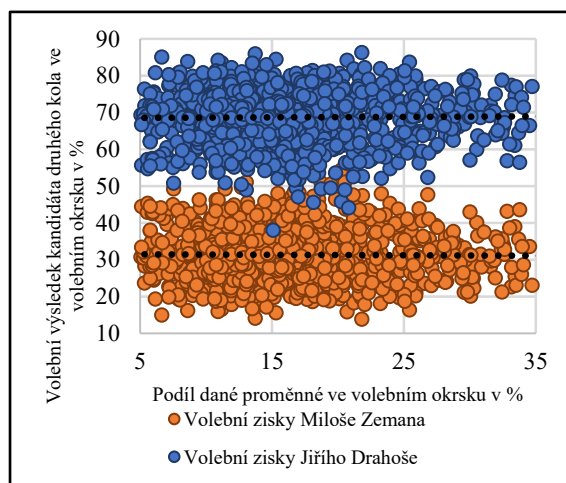 Volební výsledek kandidáta druhého kola ve
volebním okrsku v %
90
80
70
60
50
40
30
20
10
5
15
25
35
Podíl dané proměnné ve volebním okrsku v %
Volební zisky Miloše Zemana
Volební zisky Jiřího Drahoše